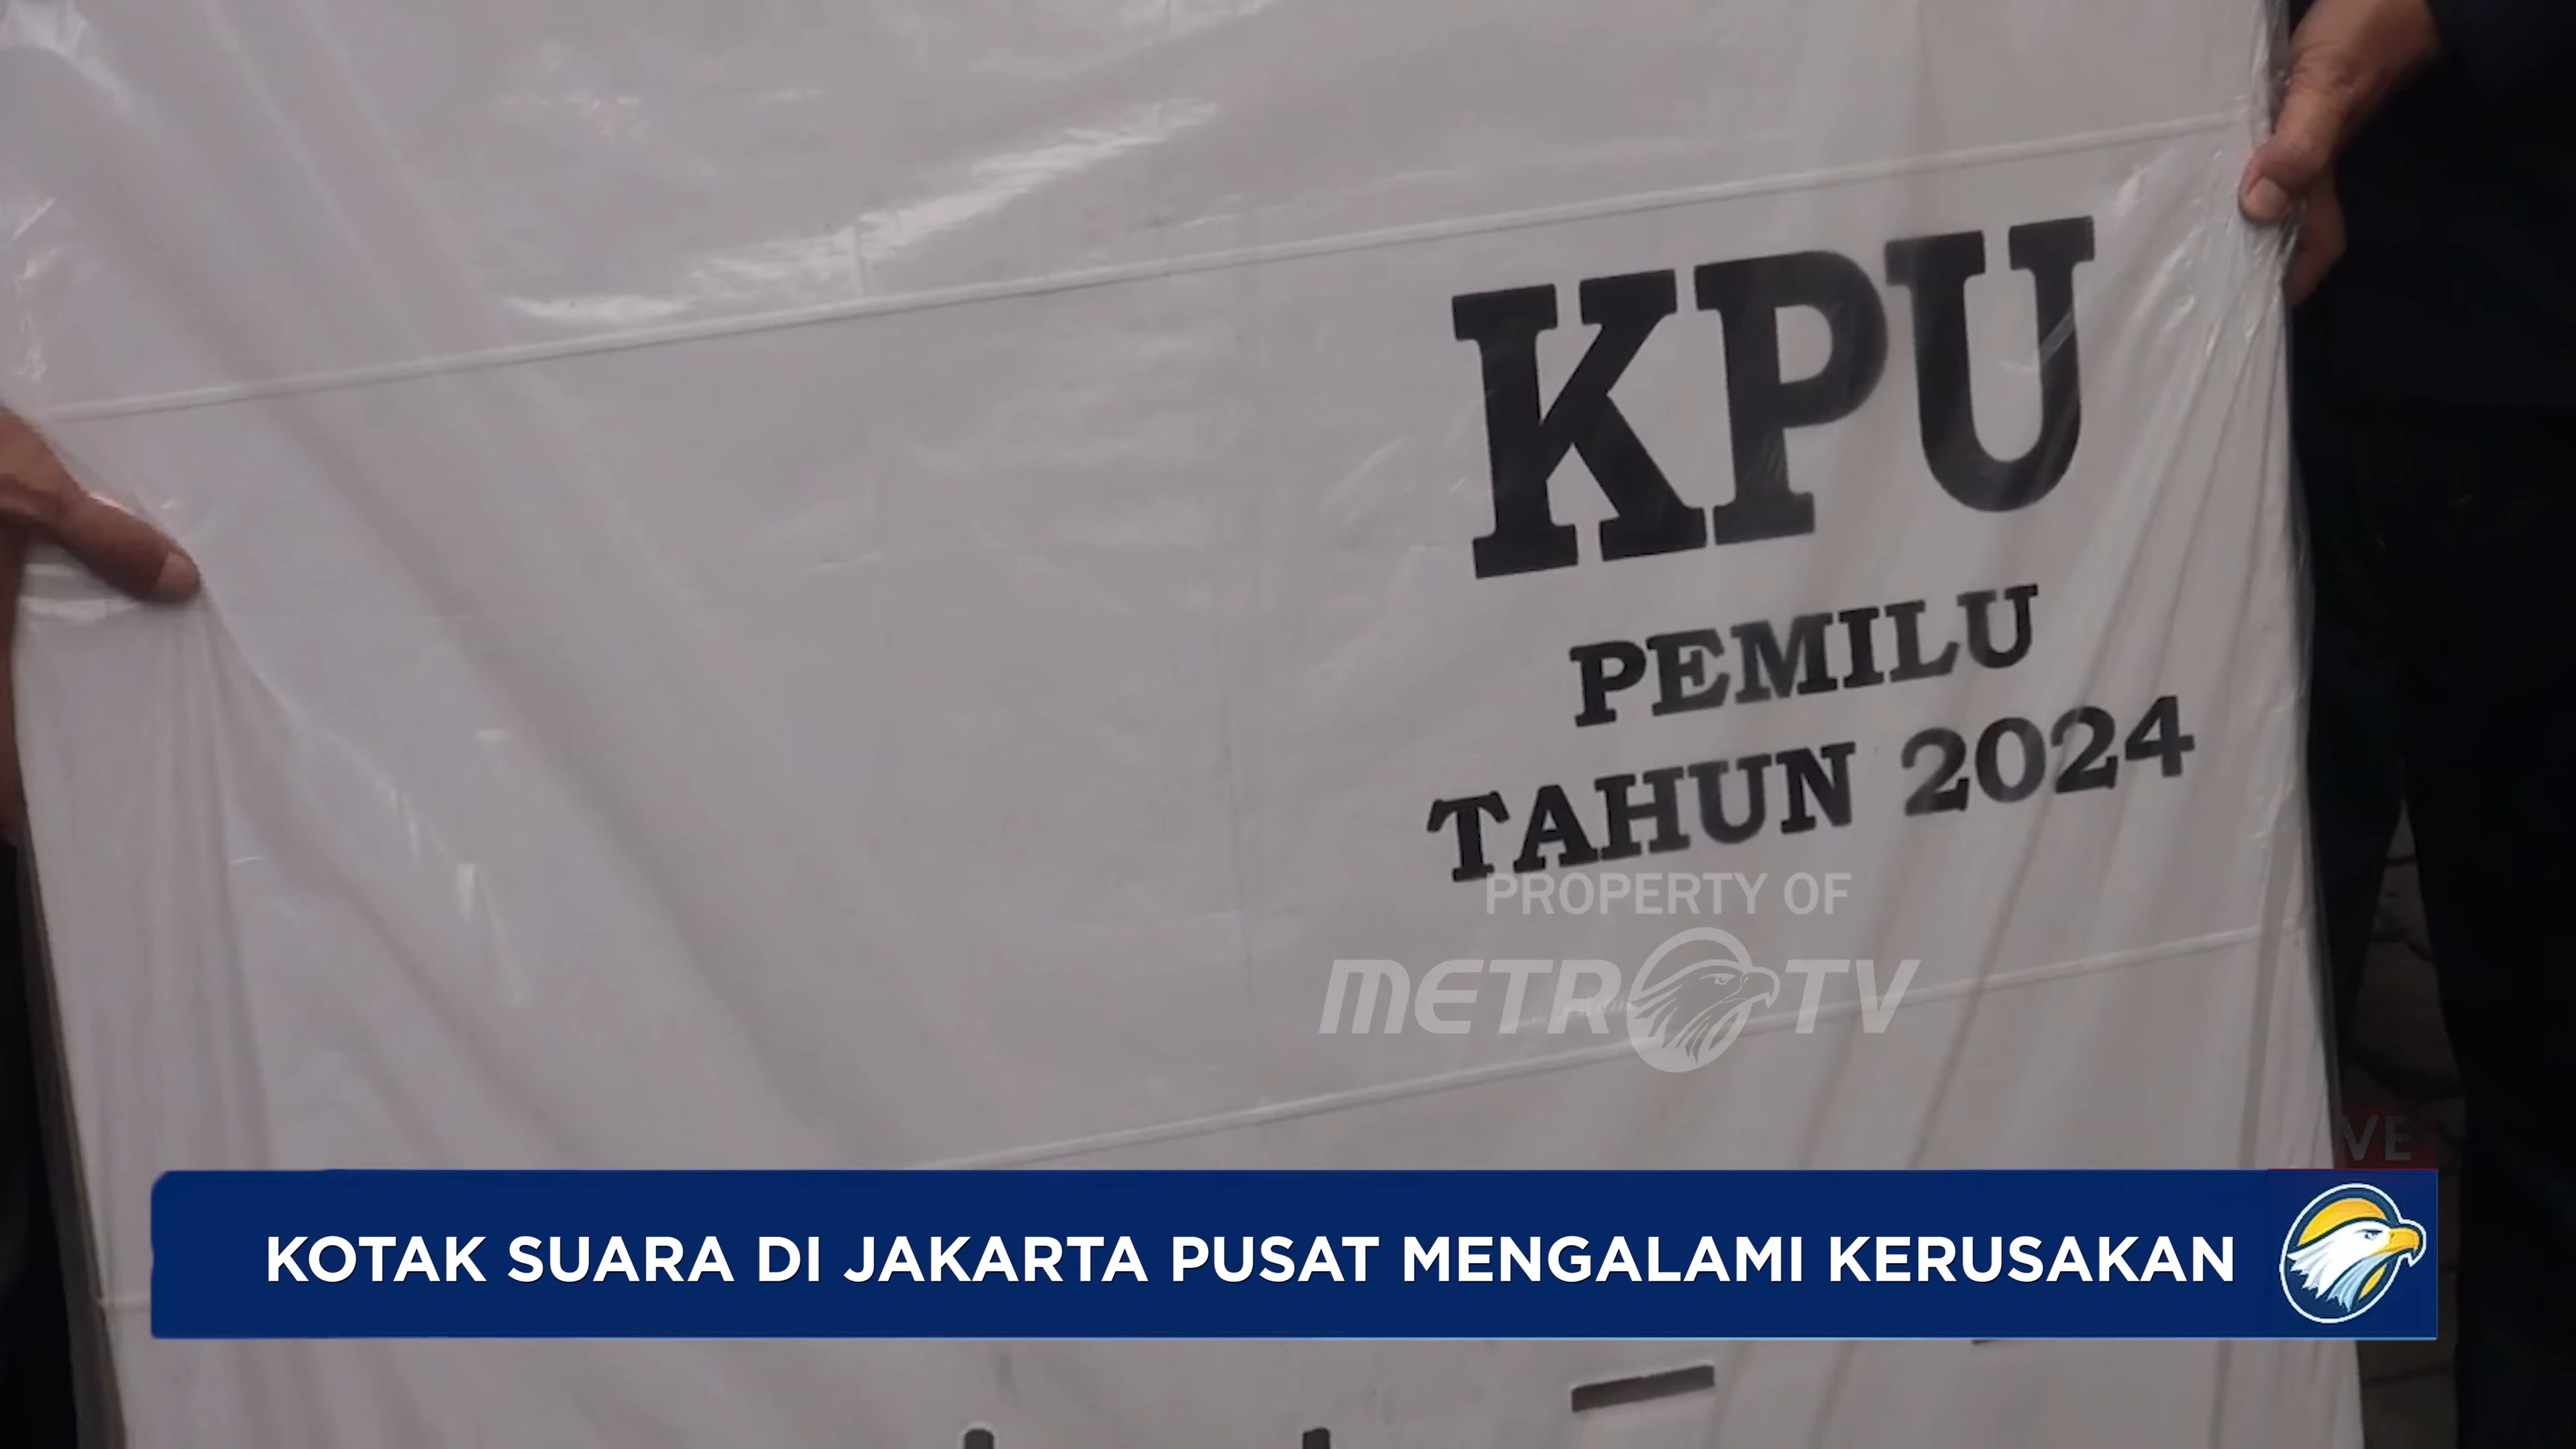 KPU
PEMILU
TAHUN 2024
PROPERTY OF
METRO TV
KOTAK SUARA DI JAKARTA PUSAT MENGALAMI KERUSAKAN